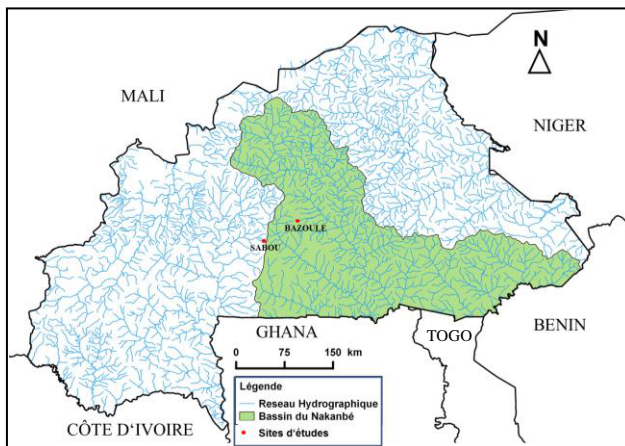 N
MALI
NIGER
BAZOULE
SABOU
GHANA
TOGO
BENIN
0 75 150 km
CÔTE D'IVOIRE
Légende
Reseau Hydrographique
Bassin du Nakanbé
Sites d'études